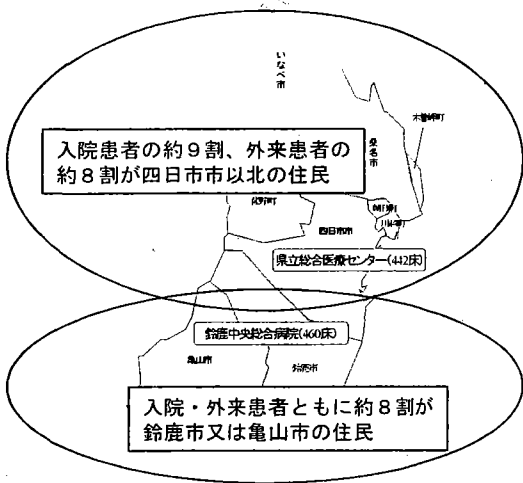 いなべ市
木曽岬町
桑名市
入院患者の約9割、外来患者の
約8割が四日市市以北の住民
朝日町
川越町
四日市市
県立総合医療センター(442床)
鈴鹿中央総合病院(460床)
亀山市
鈴鹿市
入院・外来患者ともに約8割が
鈴鹿市又は亀山市の住民